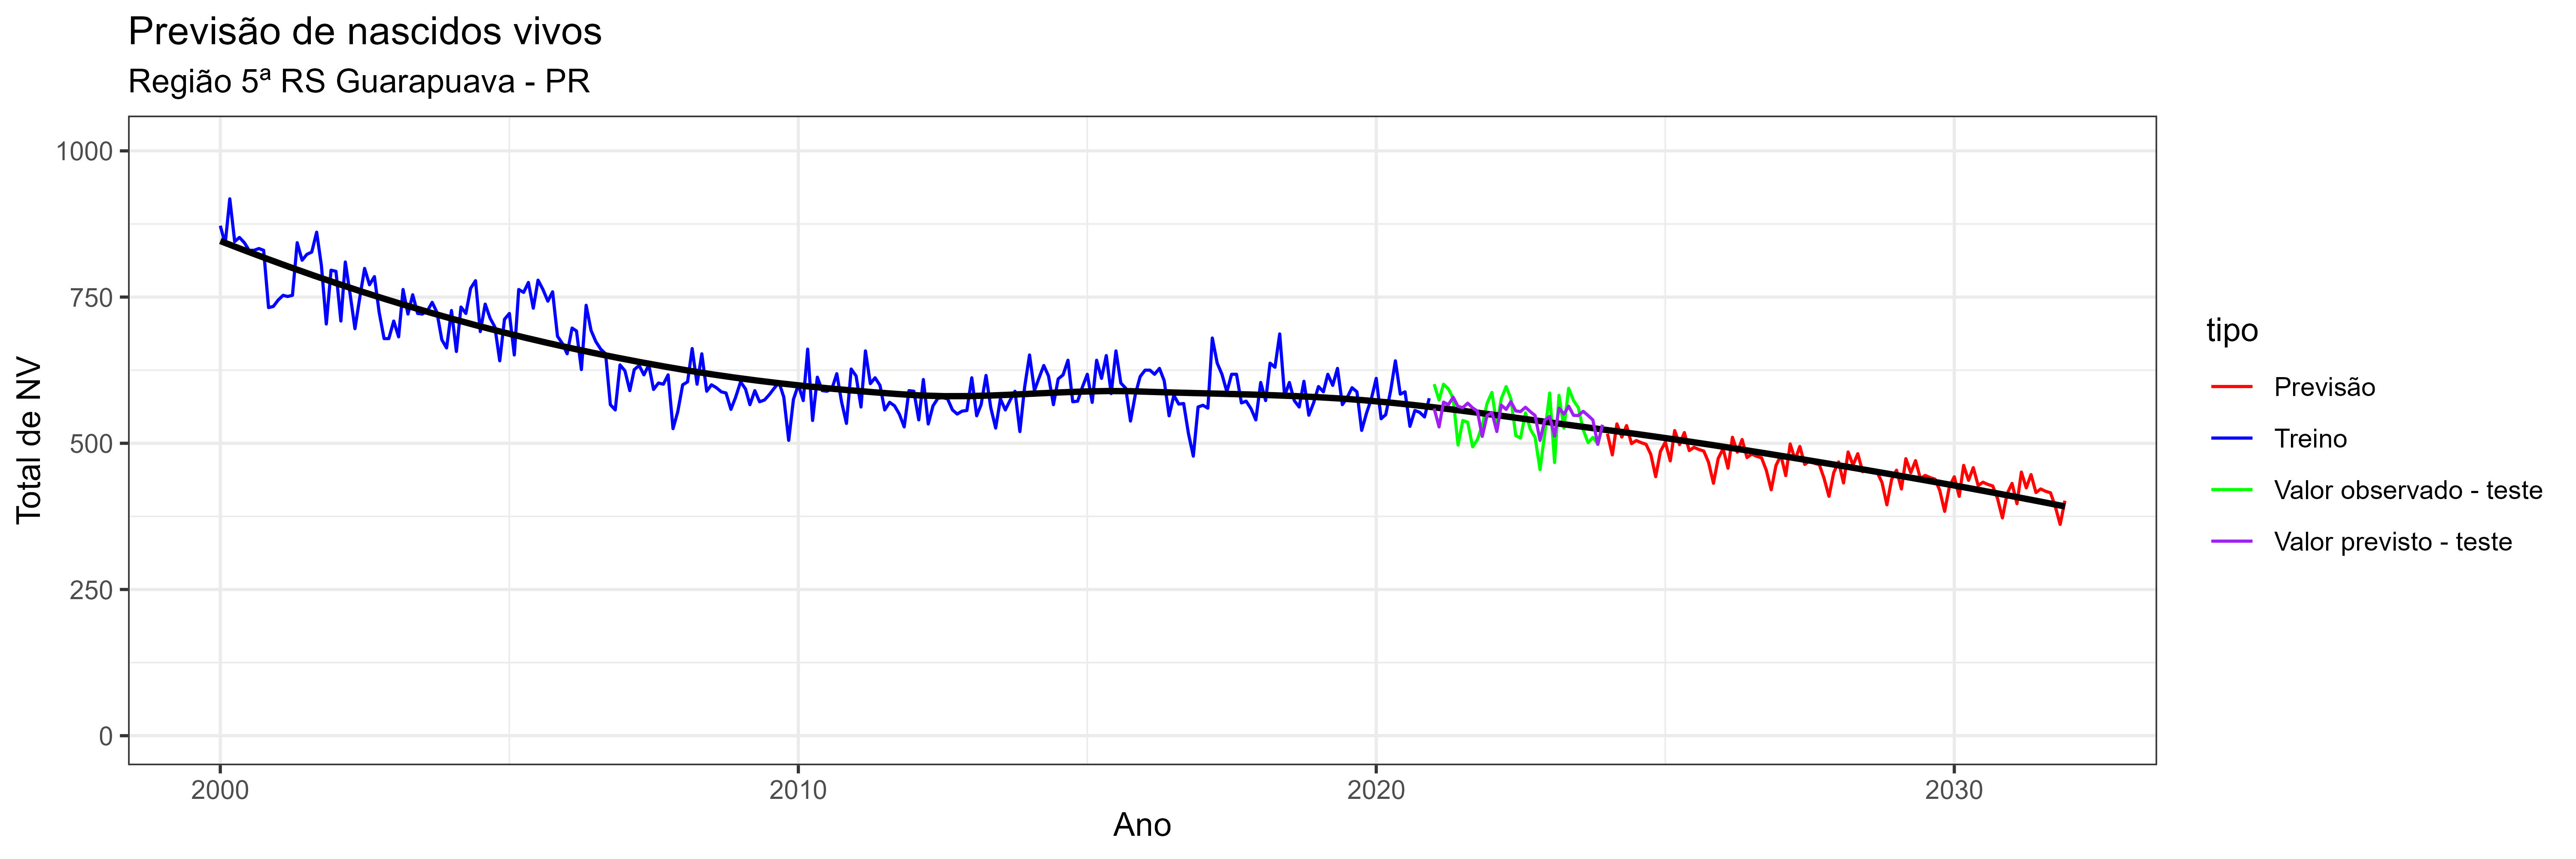 Previsão de nascidos vivos
Região 5ª RS Guarapuava - PR
Total de NV
1000
750
500
250
0
2000
2010
2020
2030
Ano
tipo
Previsão
Treino
Valor observado - teste
Valor previsto - teste